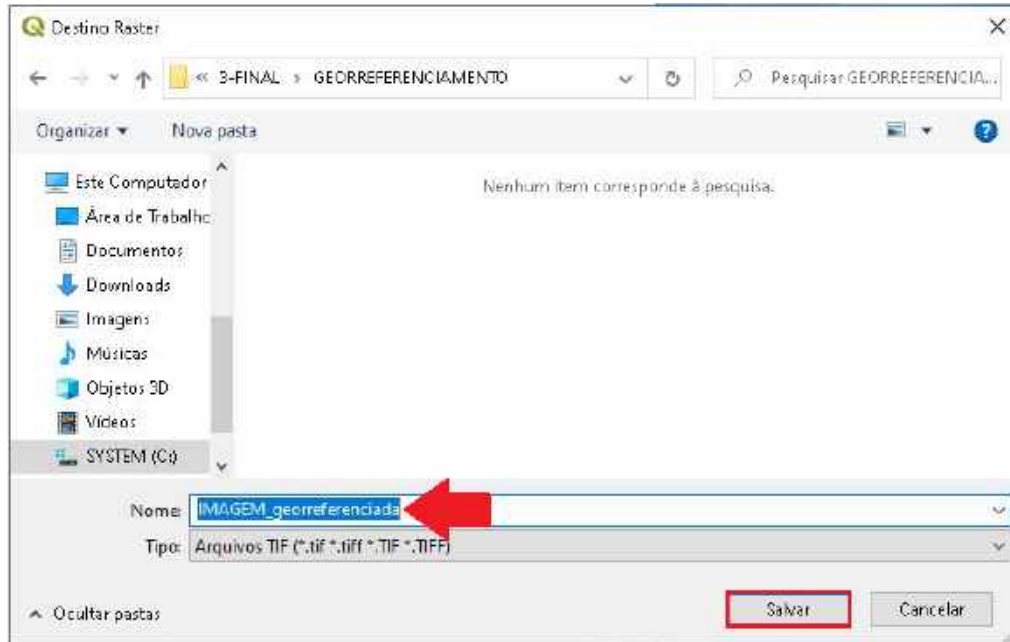 Destino Raster
« 3-FINAL › GEORREFERENCIAMENTO
Pesquisar GEORREFERENCIA...
Organizar
Nova pasta
Este Computador
Área de Trabalho
Documentos
Downloads
Imagens
Músicas
Objetos 3D
Vídeos
SYSTEM (C:)
Nenhum item corresponde à pesquisa.
Nome: IMAGEM_georreferenciada
Tipo: Arquivos TIF (*.tif *.tiff *.TIF *.TIFF)
Ocultar pastas
Salvar
Cancelar